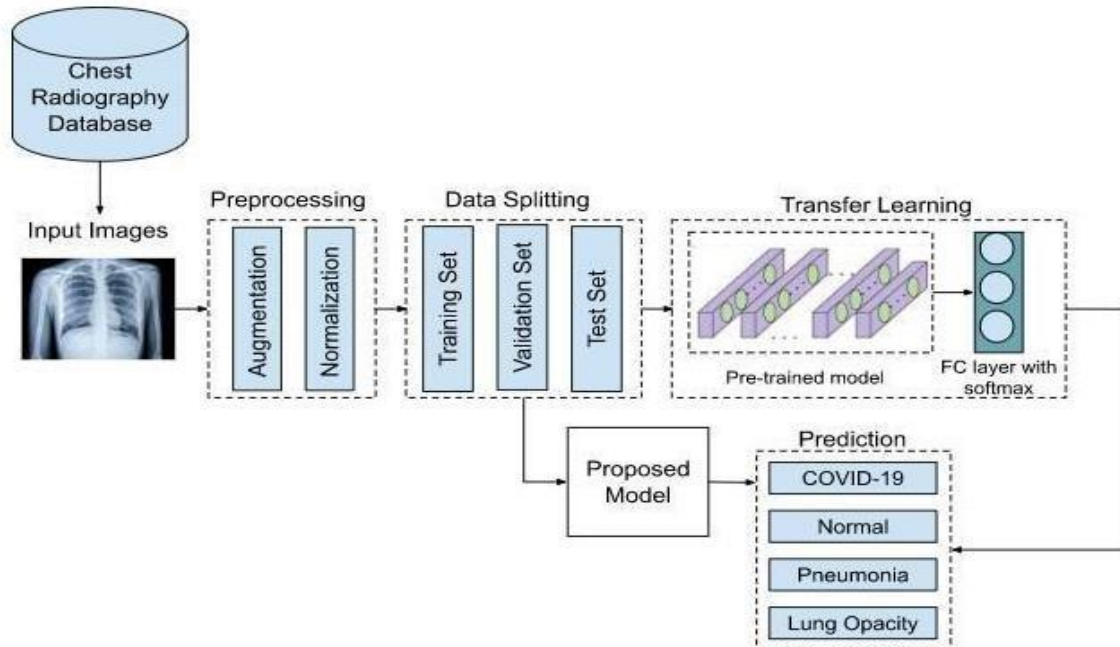 Chest
Radiography
Database
Input Images
Preprocessing
Augmentation
Normalization
Data Splitting
Training Set
Validation Set
Test Set
Transfer Learning
Pre-trained model
FC layer with
softmax
Proposed
Model
Prediction
COVID-19
Normal
Pneumonia
Lung Opacity